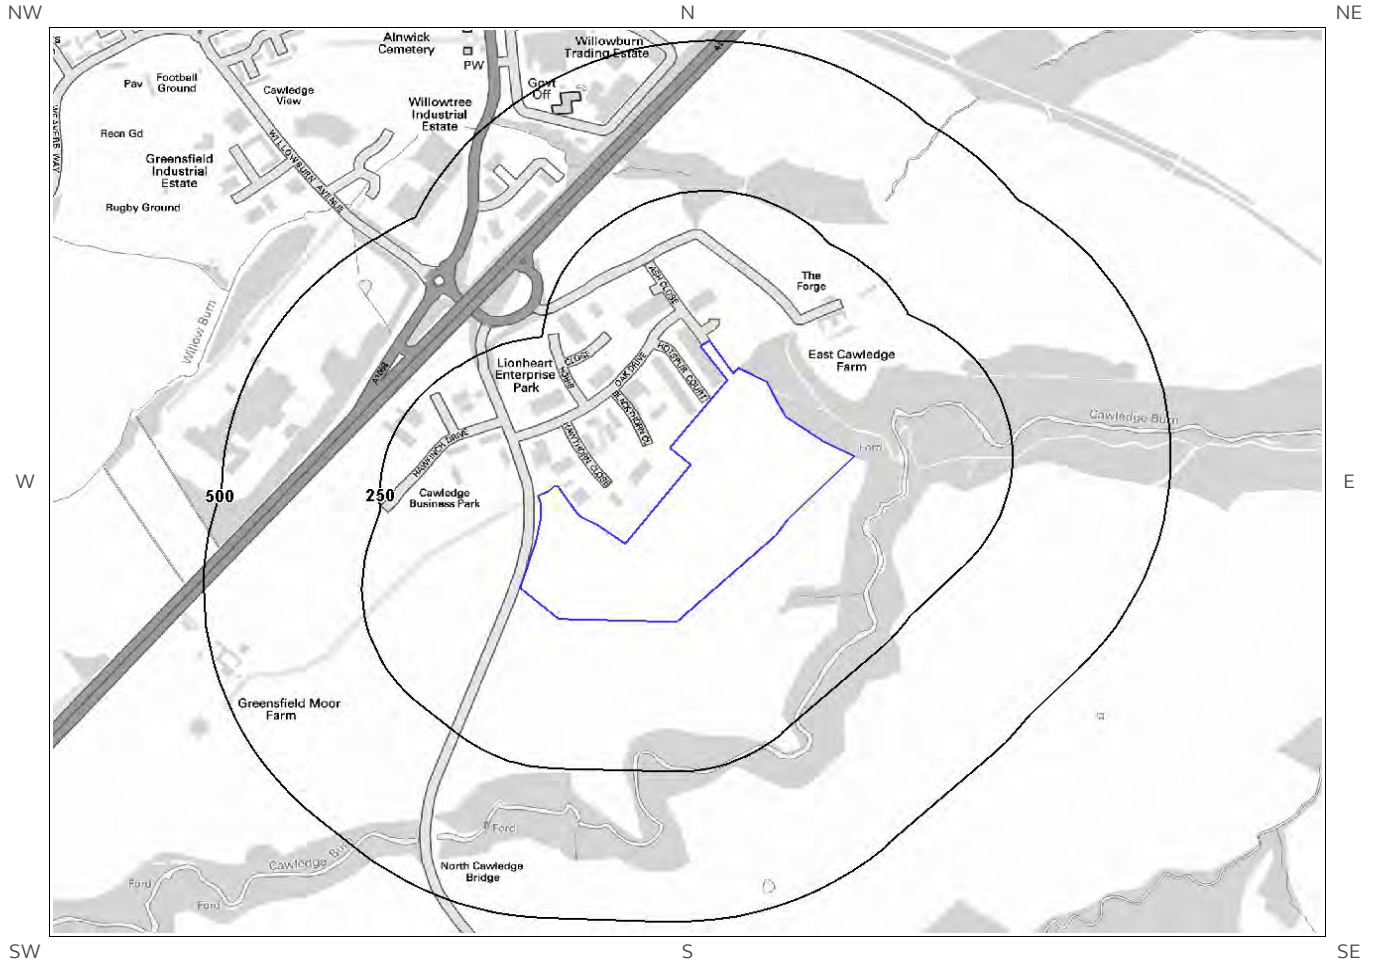 NW
N
NE
Alnwick
Cemetery
Willowburn
Trading Estate
PW
Pav
Football
Ground
Cawledge
View
Govt
Off
Willowtree
Industrial
Estate
WEAVERS WAY
Recn Gd
Greensfield
Industrial
Estate
WILLOWBURN AVENUE
Rugby Ground
ASH CLOSE
The
Forge
Willow Burn
Lionheart
Enterprise
Park
CLOSE
OAK DRIVE
HOTSPUR COURT
East Cawledge
Farm
A1068
BLACKTHORN CL
Cawledge Burn
HAWFINCH DRIVE
HAWTHORN CLOSE
Ford
W
500
250
Cawledge
Business Park
E
Greensfield Moor
Farm
Ford
Cawledge Burn
North Cawledge
Bridge
Ford
Ford
SW
S
SE